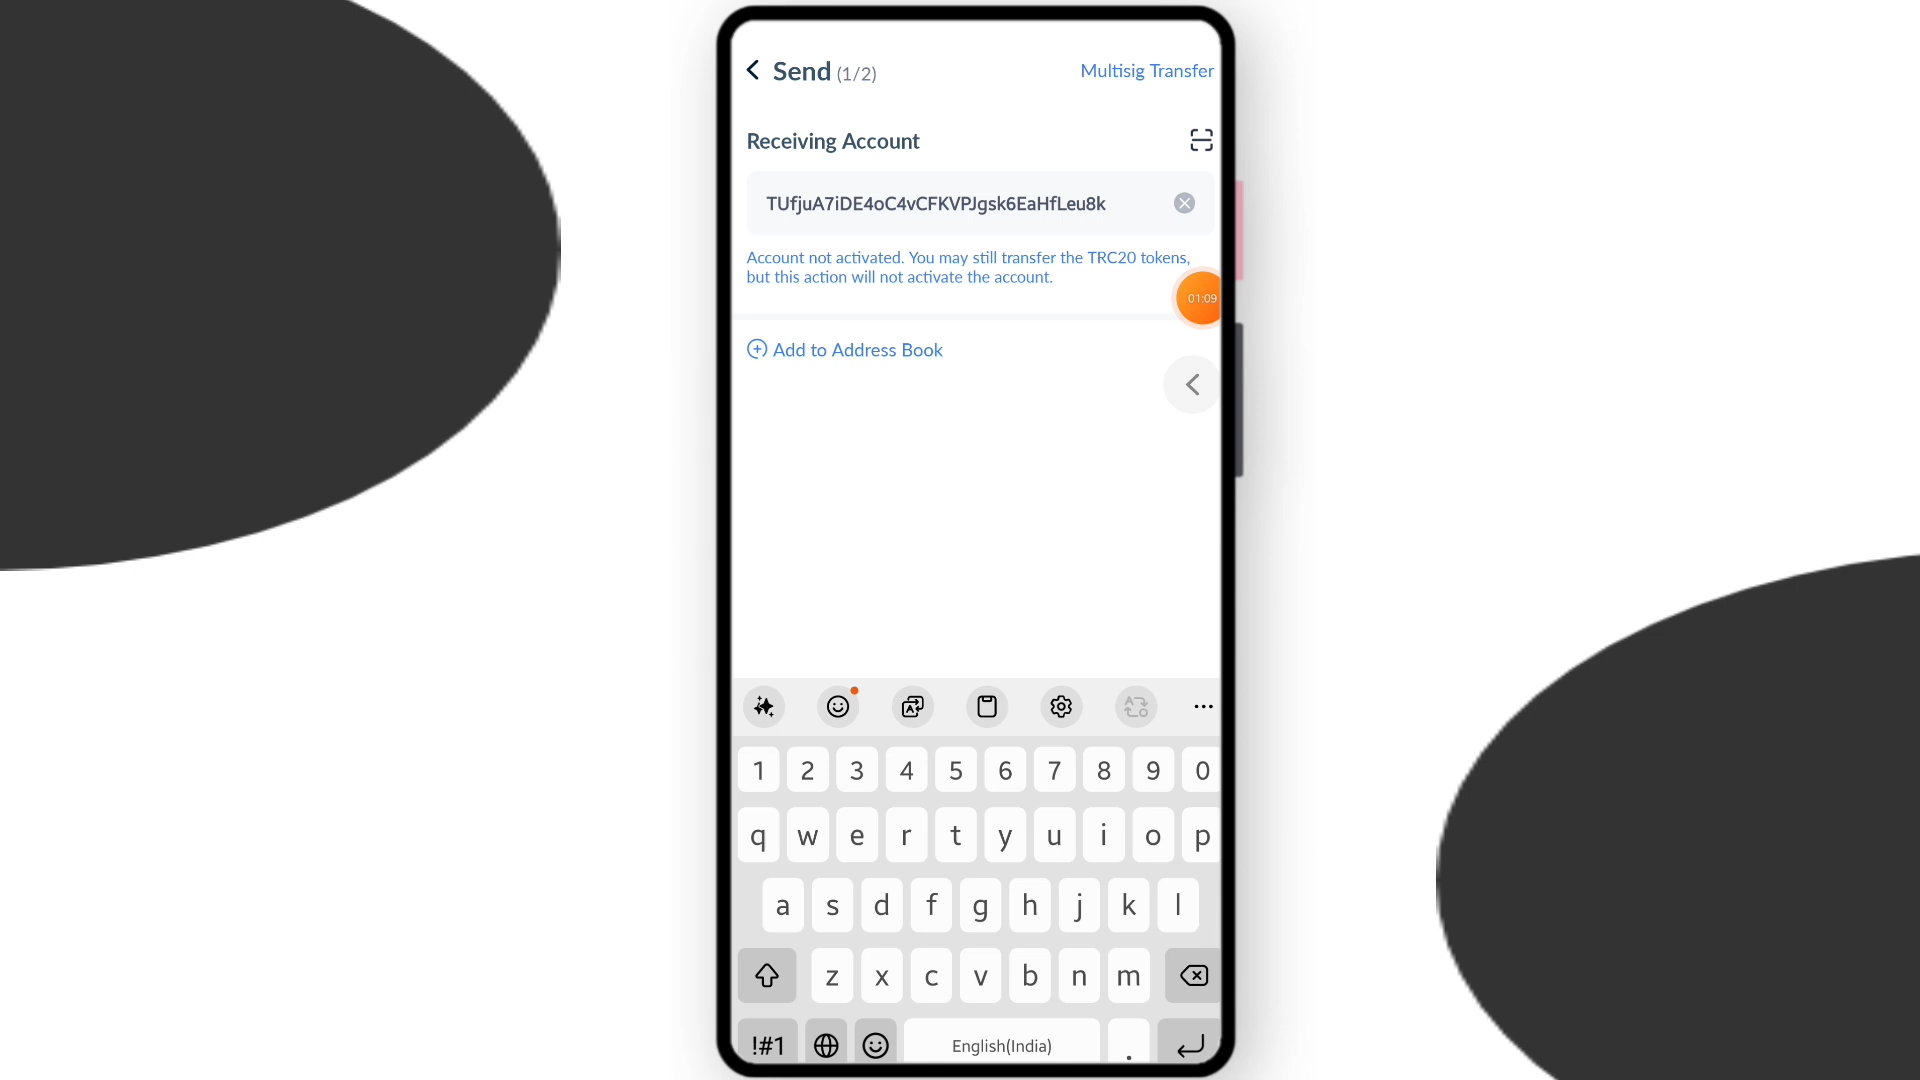 Send (1/2)
Multisig Transfer
Receiving Account
TUfjuA7iDE4oC4vCFKVPJgsk6EaHfLeu8k
Account not activated. You may still transfer the TRC20 tokens,
but this action will not activate the account.
01:09
Add to Address Book
1 2 3 4 5 6 7 8 9 0
q w e r t y u i o p
a s d f g h j k l
z x c v b n m
!#1 English(India) .